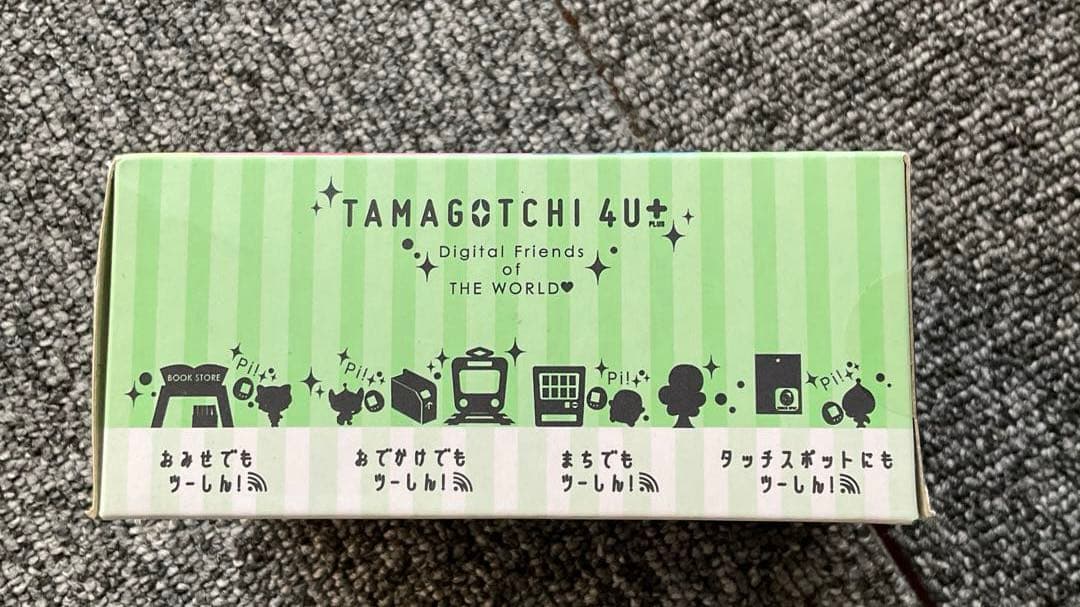 TAMAGOTCHI 4U+
PLUS
Digital Friends
of
THE WORLD♥
BOOK STORE
Pi!
Pi!
Pi!
Pi!
おみせでも
ツーしん!
おでかけでも
ツーしん!
まちでも
ツーしん!
タッチスポットにも
ツーしん!